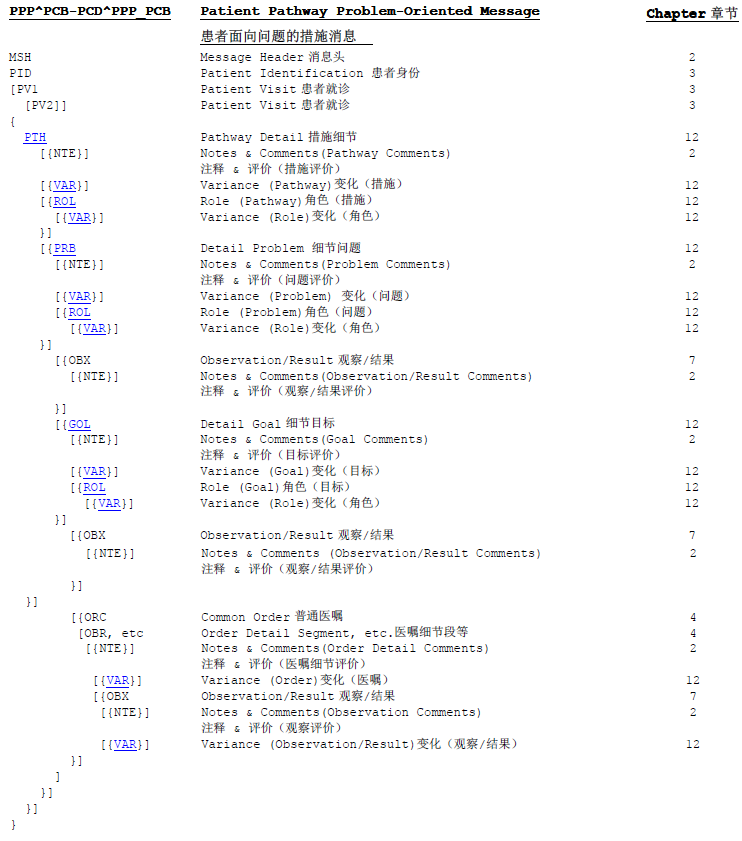 PPP^PCB-PCD^PPP_PCB Patient Pathway Problem-Oriented Message Chapter 章节
患者面向问题的措施消息
MSH Message Header 消息头 2
PID Patient Identification 患者身份 3
[PV1 Patient Visit 患者就诊 3
[PV2]] Patient Visit 患者就诊 3
{
PTH Pathway Detail 措施细节 12
[{NTE}] Notes & Comments(Pathway Comments) 2
注释 & 评价（措施评价）
[{VAR}] Variance (Pathway)变化（措施） 12
[{ROL Role (Pathway)角色（措施） 12
[{VAR}] Variance (Role)变化（角色） 12
}]
[{PRB Detail Problem 细节问题 12
[{NTE}] Notes & Comments(Problem Comments) 2
注释 & 评价（问题评价）
[{VAR}] Variance (Problem) 变化（问题） 12
[{ROL Role (Problem)角色（问题） 12
[{VAR}] Variance (Role)变化（角色） 12
}]
[{OBX Observation/Result 观察/结果 7
[{NTE}] Notes & Comments(Observation/Result Comments) 2
注释 & 评价（观察/结果评价）
}]
[{GOL Detail Goal 细节目标 12
[{NTE}] Notes & Comments(Goal Comments) 2
注释 & 评价（目标评价）
[{VAR}] Variance (Goal)变化（目标） 12
[{ROL Role (Goal)角色（目标） 12
[{VAR}] Variance (Role)变化（角色） 12
}]
[{OBX Observation/Result 观察/结果 7
[{NTE}] Notes & Comments (Observation/Result Comments) 2
注释 & 评价（观察/结果评价）
}]
}]
[{ORC Common Order 普通医嘱 4
[OBR, etc Order Detail Segment, etc.医嘱细节段等 4
[{NTE}] Notes & Comments(Order Detail Comments) 2
注释 & 评价（医嘱细节评价）
[{VAR}] Variance (Order)变化（医嘱） 12
[{OBX Observation/Result 观察/结果 7
[{NTE}] Notes & Comments(Observation Comments) 2
注释 & 评价（观察评价）
[{VAR}] Variance (Observation/Result)变化（观察/结果） 12
}]
]
}]
}]
}